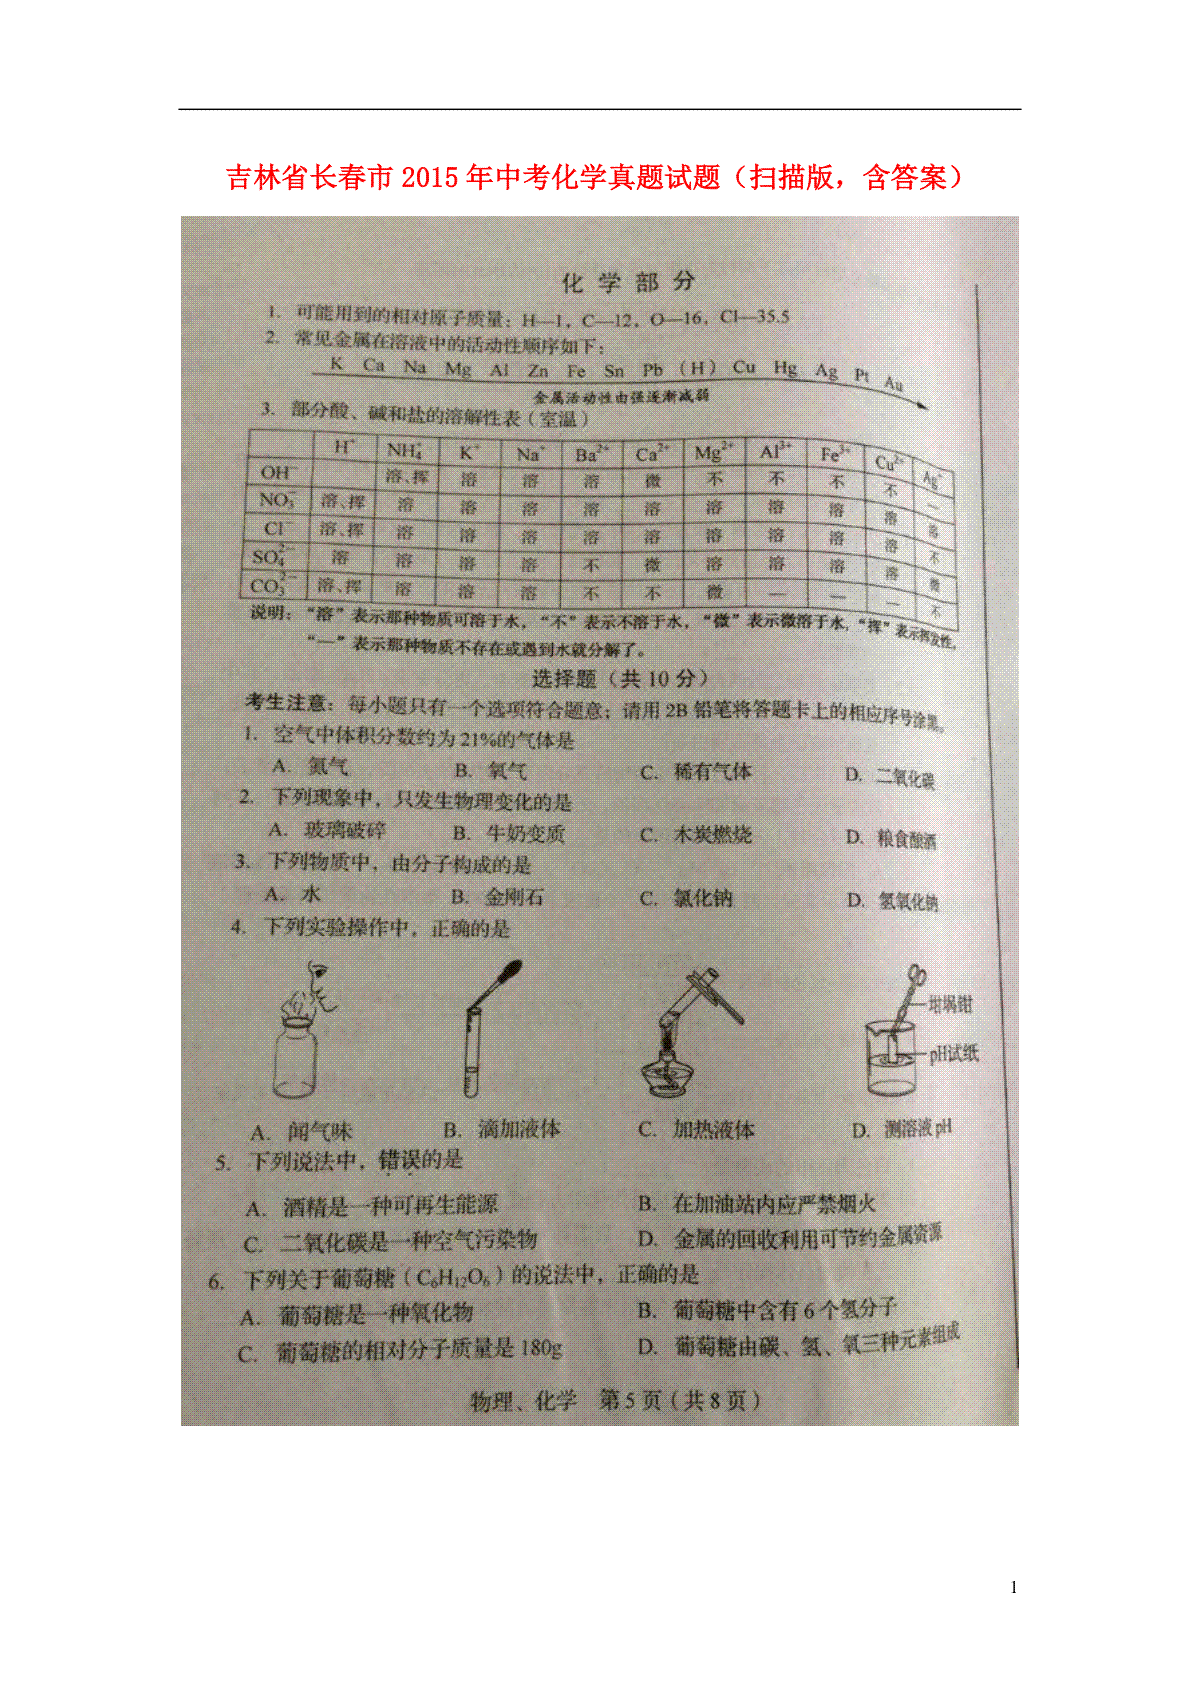 吉林省长春市 2015 年中考化学真题试题（扫描版，含答案）
化 学 部 分
1. 可能用到的相对原子质量：H—1，C—12，O—16，Cl—35.5
2. 常见金属在溶液中的活动性顺序如下：
K Ca Na Mg Al Zn Fe Sn Pb (H) Cu Hg Ag Pt Au
金属活动性由强逐渐减弱
3. 部分酸、碱和盐的溶解性表（室温）
H⁺ NH₄⁺ K⁺ Na⁺ Ba²⁺ Ca²⁺ Mg²⁺ Al³⁺ Fe³⁺ Cu²⁺ Ag⁺
OH⁻ 溶、挥 溶 溶 溶 微 不 不 不 不 —
NO₃⁻ 溶、挥 溶 溶 溶 溶 溶 溶 溶 溶 溶 溶
Cl⁻ 溶、挥 溶 溶 溶 溶 溶 溶 溶 溶 溶 不
SO₄²⁻ 溶 溶 溶 溶 不 微 溶 溶 溶 溶 微
CO₃²⁻ 溶、挥 溶 溶 溶 不 不 微 — — — 不
说明：“溶”表示那种物质可溶于水，“不”表示不溶于水，“微”表示微溶于水，“挥”表示挥发性，
“—”表示那种物质不存在或遇到水就分解了。
选择题（共 10 分）
考生注意：每小题只有一个选项符合题意；请用 2B 铅笔将答题卡上的相应序号涂黑。
1. 空气中体积分数约为 21%的气体是
A. 氮气 B. 氧气 C. 稀有气体 D. 二氧化碳
2. 下列现象中，只发生物理变化的是
A. 玻璃破碎 B. 牛奶变质 C. 木炭燃烧 D. 粮食酿酒
3. 下列物质中，由分子构成的是
A. 水 B. 金刚石 C. 氯化钠 D. 氢氧化钠
4. 下列实验操作中，正确的是
坩埚钳
pH试纸
A. 闻气味 B. 滴加液体 C. 加热液体 D. 测溶液 pH
5. 下列说法中，错误的是
A. 酒精是一种可再生能源 B. 在加油站内应严禁烟火
C. 二氧化碳是一种空气污染物 D. 金属的回收利用可节约金属资源
6. 下列关于葡萄糖（C₆H₁₂O₆）的说法中，正确的是
A. 葡萄糖是一种氧化物 B. 葡萄糖中含有 6 个氢分子
C. 葡萄糖的相对分子质量是 180g D. 葡萄糖由碳、氢、氧三种元素组成
物理、化学 第 5 页（共 8 页）
1